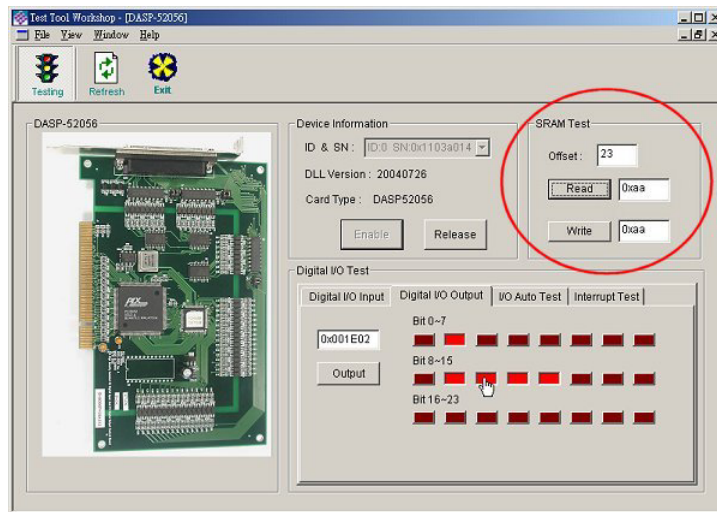 Test Tool Workshop - [DASP-52056]
File View Window Help
Testing Refresh Exit
DASP-52056
Device Information
ID & SN : ID:0 SN:0x1103a014
DLL Version : 20040726
Card Type : DASP52056
Enable Release
SRAM Test
Offset : 23
Read 0xaa
Write 0xaa
Digital I/O Test
Digital I/O Input Digital I/O Output I/O Auto Test Interrupt Test
0x001E02
Output
Bit 0~7
Bit 8~15
Bit 16~23
PLX